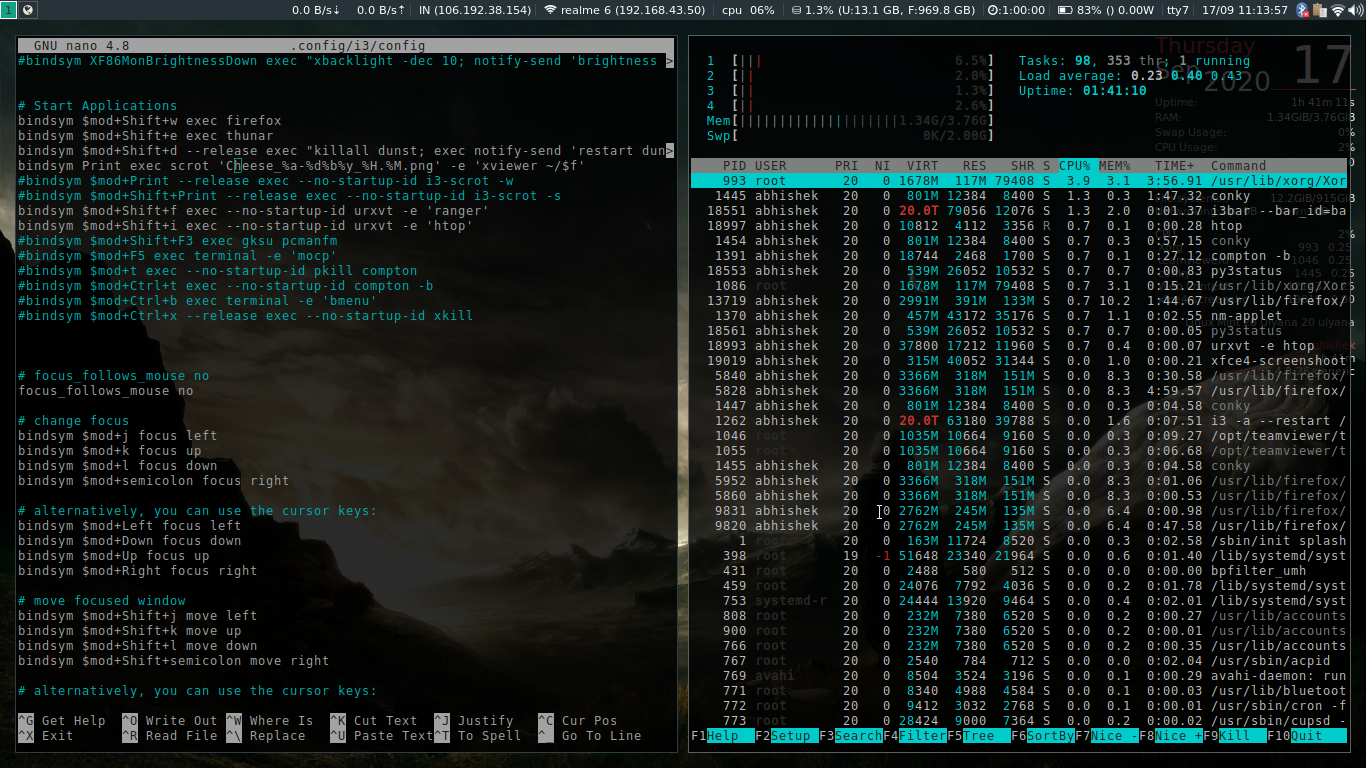 1 0.0 B/s↓ 0.0 B/s↑ IN (106.192.38.154) realme 6 (192.168.43.50) cpu 06% 1.3% (U:13.1 GB, F:969.8 GB) 1:00:00 83% () 0.00W tty7 17/09 11:13:57
GNU nano 4.8 .config/i3/config
#bindsym XF86MonBrightnessDown exec "xbacklight -dec 10; notify-send 'brightness >
# Start Applications
bindsym $mod+Shift+w exec firefox
bindsym $mod+Shift+e exec thunar
bindsym $mod+Shift+d --release exec "killall dunst; exec notify-send 'restart dun>
bindsym Print exec scrot 'Cheese_%a-%d%b%y_%H.%M.png' -e 'xviewer ~/$f'
#bindsym $mod+Print --release exec --no-startup-id i3-scrot -w
#bindsym $mod+Shift+Print --release exec --no-startup-id i3-scrot -s
bindsym $mod+Shift+f exec --no-startup-id urxvt -e 'ranger'
bindsym $mod+Shift+i exec --no-startup-id urxvt -e 'htop'
#bindsym $mod+Shift+F3 exec gksu pcmanfm
#bindsym $mod+F5 exec terminal -e 'mocp'
#bindsym $mod+t exec --no-startup-id pkill compton
#bindsym $mod+Ctrl+t exec --no-startup-id compton -b
#bindsym $mod+Ctrl+b exec terminal -e 'bmenu'
#bindsym $mod+Ctrl+x --release exec --no-startup-id xkill
# focus_follows_mouse no
focus_follows_mouse no
# change focus
bindsym $mod+j focus left
bindsym $mod+k focus up
bindsym $mod+l focus down
bindsym $mod+semicolon focus right
# alternatively, you can use the cursor keys:
bindsym $mod+Left focus left
bindsym $mod+Down focus down
bindsym $mod+Up focus up
bindsym $mod+Right focus right
# move focused window
bindsym $mod+Shift+j move left
bindsym $mod+Shift+k move up
bindsym $mod+Shift+l move down
bindsym $mod+Shift+semicolon move right
# alternatively, you can use the cursor keys:
^G Get Help ^O Write Out ^W Where Is ^K Cut Text ^J Justify ^C Cur Pos
^X Exit ^R Read File ^\ Replace ^U Paste Text ^T To Spell ^_ Go To Line
1 [||| 6.5%]
2 [|| 2.0%]
3 [|| 1.3%]
4 [|| 2.6%]
Mem[|||||||||||||||||||| 1.34G/3.76G]
Swp[ 0K/2.00G]
Tasks: 98, 353 thr; 1 running
Load average: 0.23 0.40 0.43
Uptime: 01:41:10
Thursday
17
Sep 2020
Uptime: 1h 41m 11s
RAM: 1.34GiB/3.76GiB
Swap Usage: 0%
CPU Usage: 2%
PID USER PRI NI VIRT RES SHR S CPU% MEM% TIME+ Command
993 root 20 0 1678M 117M 79408 S 3.9 3.1 3:56.91 /usr/lib/xorg/Xor
1445 abhishek 20 0 801M 12384 8400 S 1.3 0.3 1:47.32 conky
18551 abhishek 20 0 20.0T 79056 12076 S 1.3 2.0 0:01.31 i3bar --bar_id=ba
18997 abhishek 20 0 10812 4112 3356 R 0.7 0.1 0:00.28 htop
1454 abhishek 20 0 801M 12384 8400 S 0.7 0.3 0:57.15 conky
1391 abhishek 20 0 18744 2468 1700 S 0.7 0.1 0:27.12 compton -b
18553 abhishek 20 0 539M 26052 10532 S 0.7 0.7 0:00.83 py3status
1086 root 20 0 1678M 117M 79408 S 0.7 3.1 0:15.21 /usr/lib/xorg/Xor
13719 abhishek 20 0 2991M 391M 133M S 0.7 10.2 1:44.67 /usr/lib/firefox/
1370 abhishek 20 0 457M 43172 35176 S 0.7 1.1 0:02.55 nm-applet
18561 abhishek 20 0 539M 26052 10532 S 0.7 0.7 0:00.05 py3status
18993 abhishek 20 0 37800 17212 11960 S 0.7 0.4 0:00.07 urxvt -e htop
19019 abhishek 20 0 315M 40052 31344 S 0.0 1.0 0:00.21 xfce4-screenshoot
5840 abhishek 20 0 3366M 318M 151M S 0.0 8.3 0:30.58 /usr/lib/firefox/
5828 abhishek 20 0 3366M 318M 151M S 0.0 8.3 4:59.57 /usr/lib/firefox/
1447 abhishek 20 0 801M 12384 8400 S 0.0 0.3 0:04.58 conky
1262 abhishek 20 0 20.0T 63180 39788 S 0.0 1.6 0:07.51 i3 -a --restart /
1046 root 20 0 1035M 10664 9160 S 0.0 0.3 0:09.27 /opt/teamviewer/t
1055 root 20 0 1035M 10664 9160 S 0.0 0.3 0:06.68 /opt/teamviewer/t
1455 abhishek 20 0 801M 12384 8400 S 0.0 0.3 0:04.58 conky
5952 abhishek 20 0 3366M 318M 151M S 0.0 8.3 0:01.06 /usr/lib/firefox/
5860 abhishek 20 0 3366M 318M 151M S 0.0 8.3 0:00.53 /usr/lib/firefox/
9831 abhishek 20 0 2762M 245M 135M S 0.0 6.4 0:00.98 /usr/lib/firefox/
9820 abhishek 20 0 2762M 245M 135M S 0.0 6.4 0:47.58 /usr/lib/firefox/
1 root 20 0 163M 11724 8520 S 0.0 0.3 0:02.58 /sbin/init splash
398 root 19 -1 51648 23340 21964 S 0.0 0.6 0:01.40 /lib/systemd/syst
431 root 20 0 2488 580 512 S 0.0 0.0 0:00.00 bpfilter_umh
459 root 20 0 24076 7792 4036 S 0.0 0.2 0:01.78 /lib/systemd/syst
753 systemd-r 20 0 24444 13920 9464 S 0.0 0.4 0:02.01 /lib/systemd/syst
808 root 20 0 232M 7380 6520 S 0.0 0.2 0:00.27 /usr/lib/accounts
900 root 20 0 232M 7380 6520 S 0.0 0.2 0:00.01 /usr/lib/accounts
766 root 20 0 232M 7380 6520 S 0.0 0.2 0:00.35 /usr/lib/accounts
767 root 20 0 2540 784 712 S 0.0 0.0 0:02.04 /usr/sbin/acpid
769 avahi 20 0 8504 3524 3196 S 0.0 0.1 0:00.29 avahi-daemon: run
771 root 20 0 8340 4988 4584 S 0.0 0.1 0:00.03 /usr/lib/bluetoot
772 root 20 0 9412 3032 2768 S 0.0 0.1 0:00.01 /usr/sbin/cron -f
773 root 20 0 28424 9000 7364 S 0.0 0.2 0:00.02 /usr/sbin/cupsd -
F1Help F2Setup F3SearchF4FilterF5Tree F6SortByF7Nice -F8Nice +F9Kill F10Quit